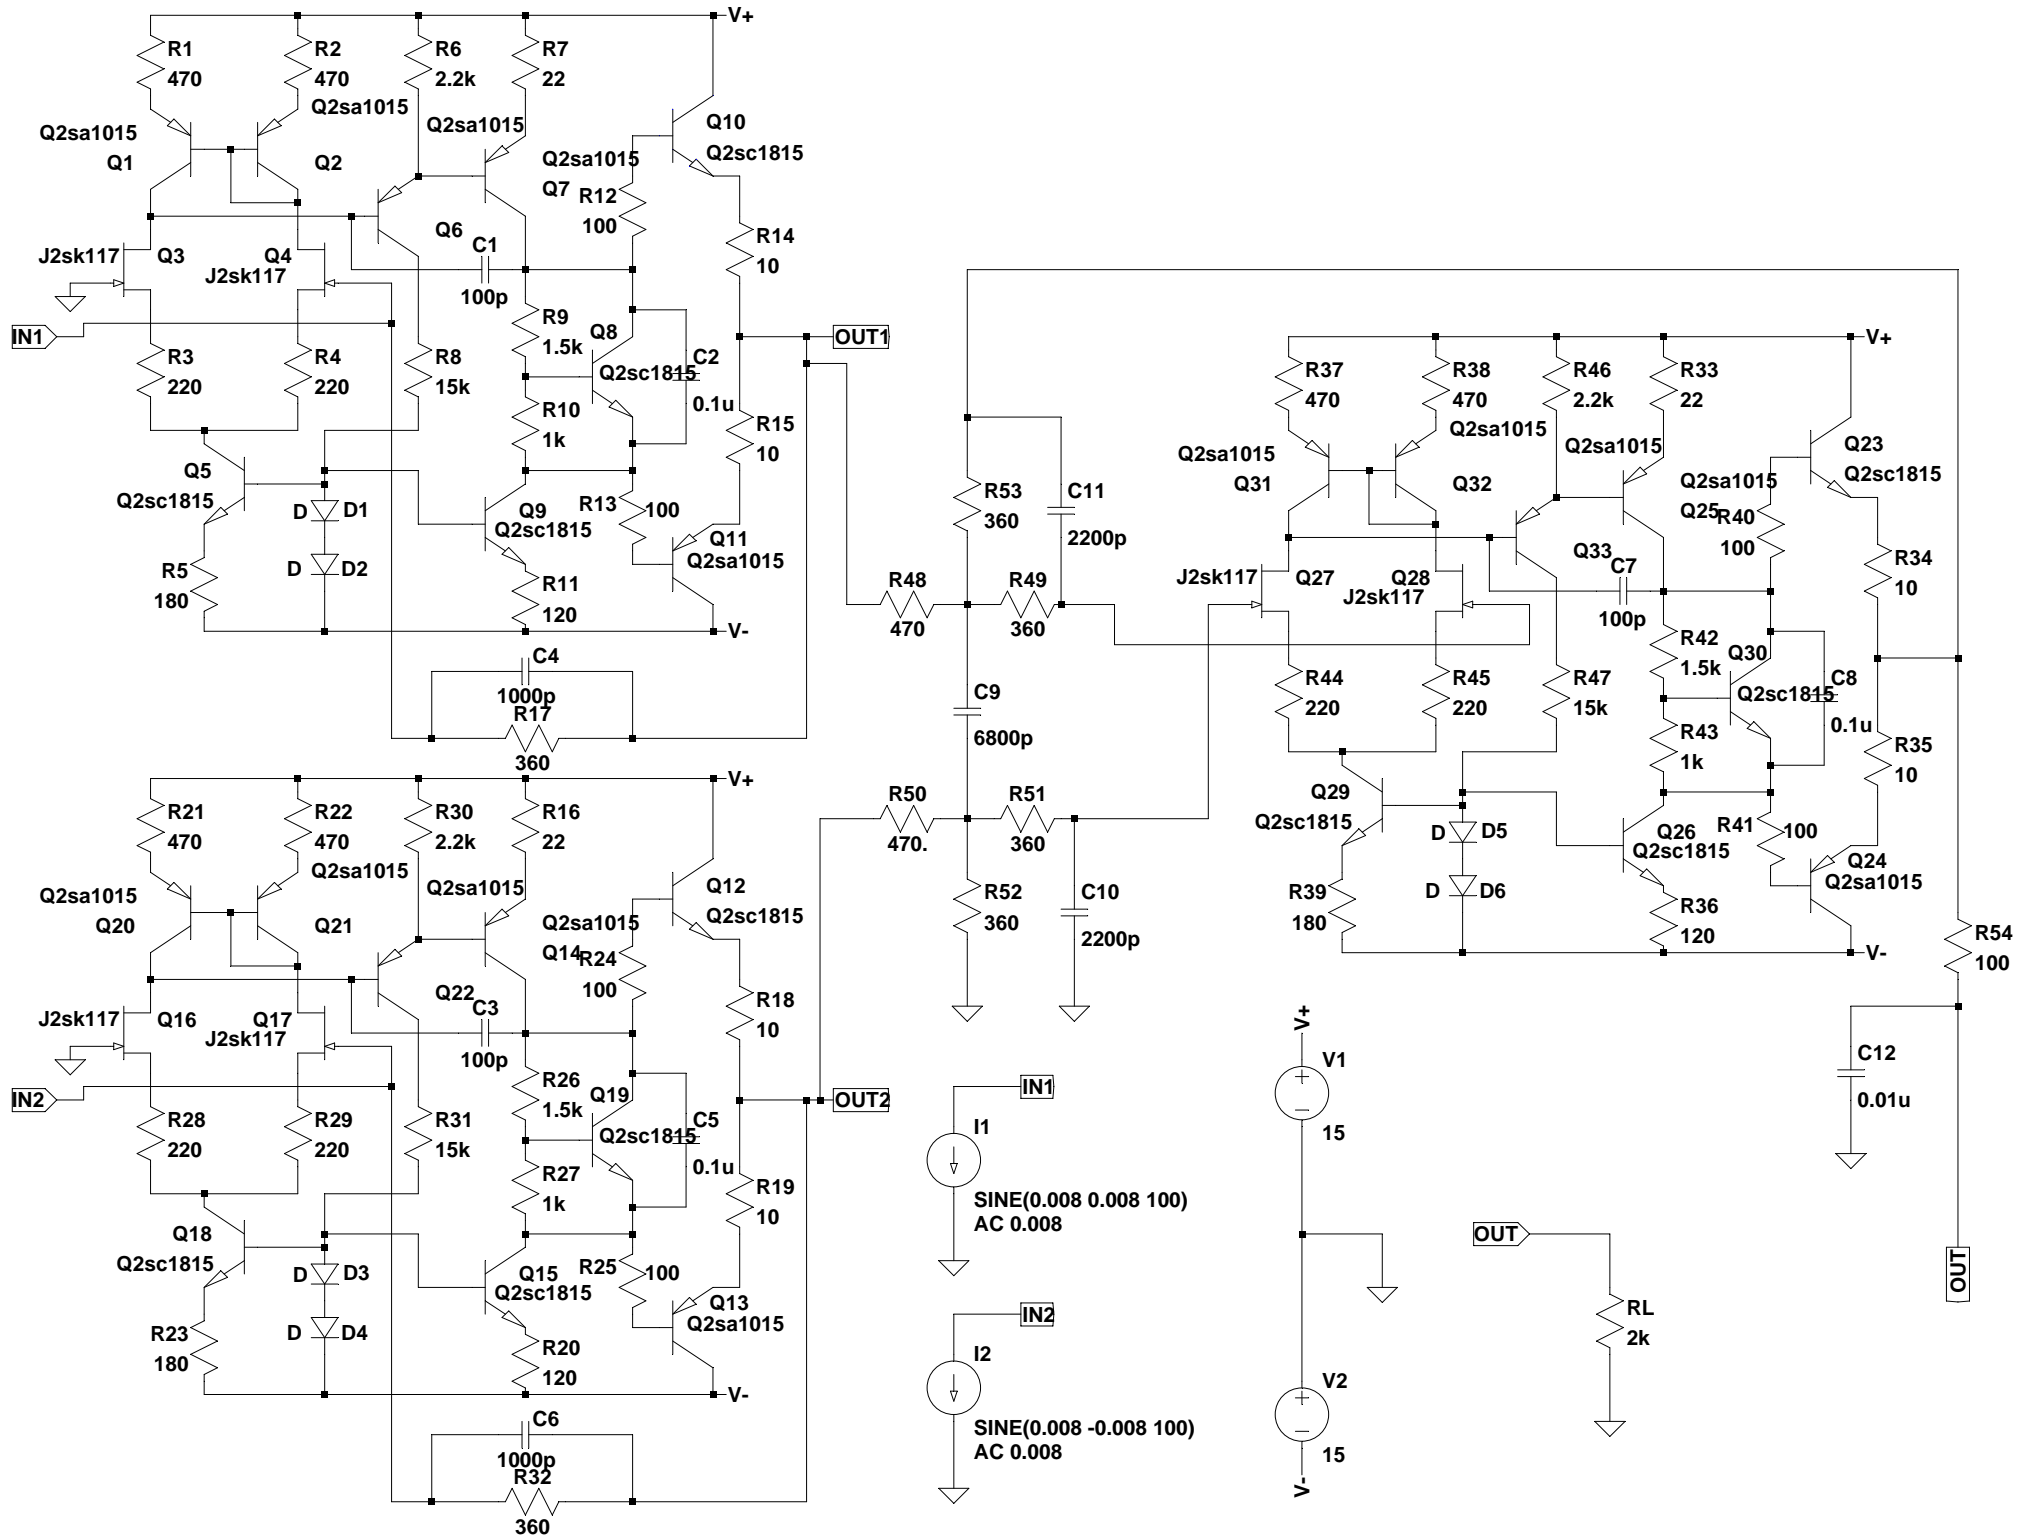 V+
R1
470
R2
470
R6
2.2k
R7
22
Q2sa1015
Q1
Q2sa1015
Q2
Q2sa1015
Q2sa1015
Q7
Q10
Q2sc1815
R12
100
Q6
C1
100p
R14
10
J2sk117
Q3
Q4
J2sk117
IN1
OUT1
R3
220
R4
220
R8
15k
R9
1.5k
Q8
Q2sc1815
C2
0.1u
R10
1k
R15
10
Q5
Q2sc1815
D
D1
D
D2
Q9
Q2sc1815
R13
100
Q11
Q2sa1015
R5
180
R11
120
V-
C4
1000p
R17
360
V+
R21
470
R22
470
R30
2.2k
R16
22
Q2sa1015
Q20
Q2sa1015
Q21
Q2sa1015
Q2sa1015
Q14
Q12
Q2sc1815
R24
100
Q22
C3
100p
R18
10
J2sk117
Q16
Q17
J2sk117
IN2
OUT2
R28
220
R29
220
R31
15k
R26
1.5k
Q19
Q2sc1815
C5
0.1u
R27
1k
R19
10
Q18
Q2sc1815
D
D3
D
D4
Q15
Q2sc1815
R25
100
Q13
Q2sa1015
R23
180
R20
120
V-
C6
1000p
R32
360
R53
360
C11
2200p
R48
470
R49
360
C9
6800p
R50
470.
R51
360
R52
360
C10
2200p
V+
R37
470
R38
470
R46
2.2k
R33
22
Q2sa1015
Q31
Q2sa1015
Q32
Q2sa1015
Q2sa1015
Q25
Q23
Q2sc1815
R40
100
Q33
C7
100p
R34
10
J2sk117
Q27
Q28
J2sk117
R44
220
R45
220
R47
15k
R42
1.5k
Q30
Q2sc1815
C8
0.1u
R43
1k
R35
10
Q29
Q2sc1815
D
D5
D
D6
Q26
Q2sc1815
R41
100
Q24
Q2sa1015
R39
180
R36
120
V-
R54
100
C12
0.01u
OUT
IN1
I1
SINE(0.008 0.008 100)
AC 0.008
IN2
I2
SINE(0.008 -0.008 100)
AC 0.008
V+
V1
15
V2
15
V-
OUT
RL
2k